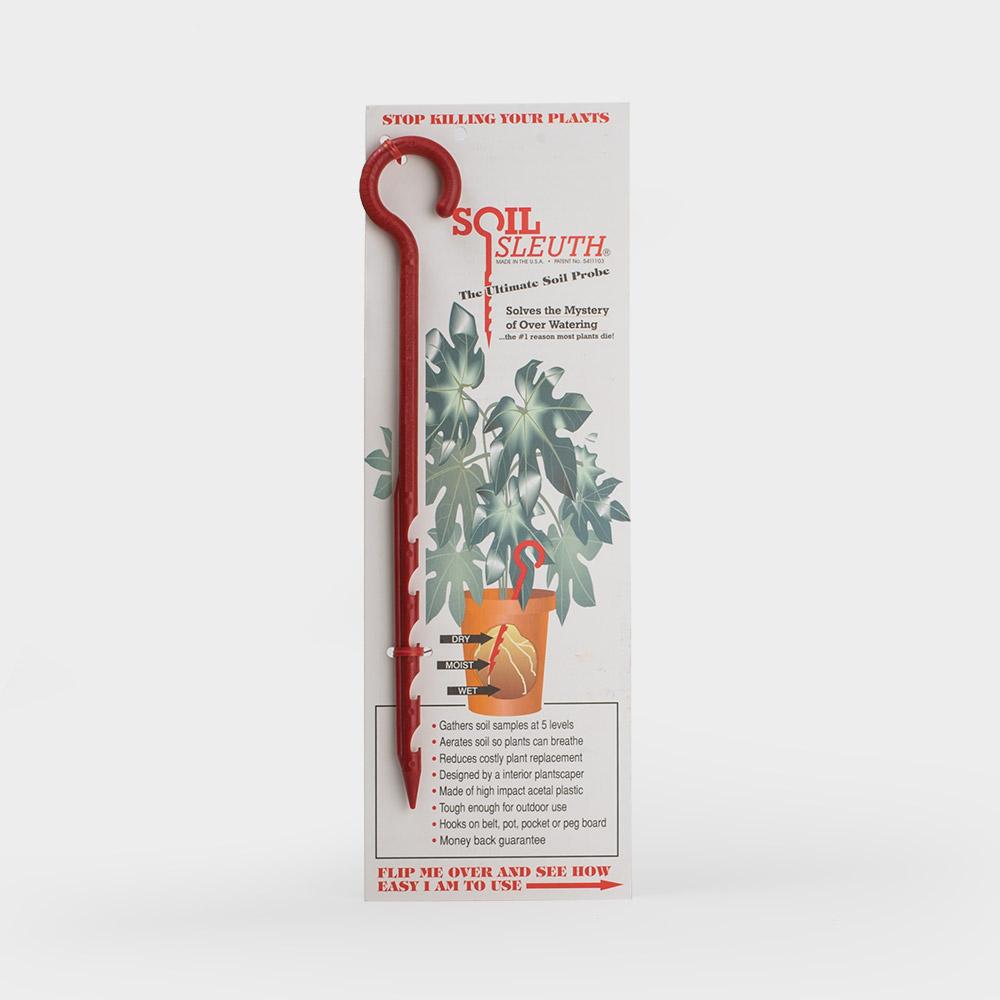 STOP KILLING YOUR PLANTS
SOIL
SLEUTH®
MADE IN THE U.S.A. • PATENT No. 5411103
The Ultimate Soil Probe
Solves the Mystery
of Over Watering
...the #1 reason most plants die!
DRY
MOIST
WET
• Gathers soil samples at 5 levels
• Aerates soil so plants can breathe
• Reduces costly plant replacement
• Designed by a interior plantscaper
• Made of high impact acetal plastic
• Tough enough for outdoor use
• Hooks on belt, pot, pocket or peg board
• Money back guarantee
FLIP ME OVER AND SEE HOW
EASY I AM TO USE